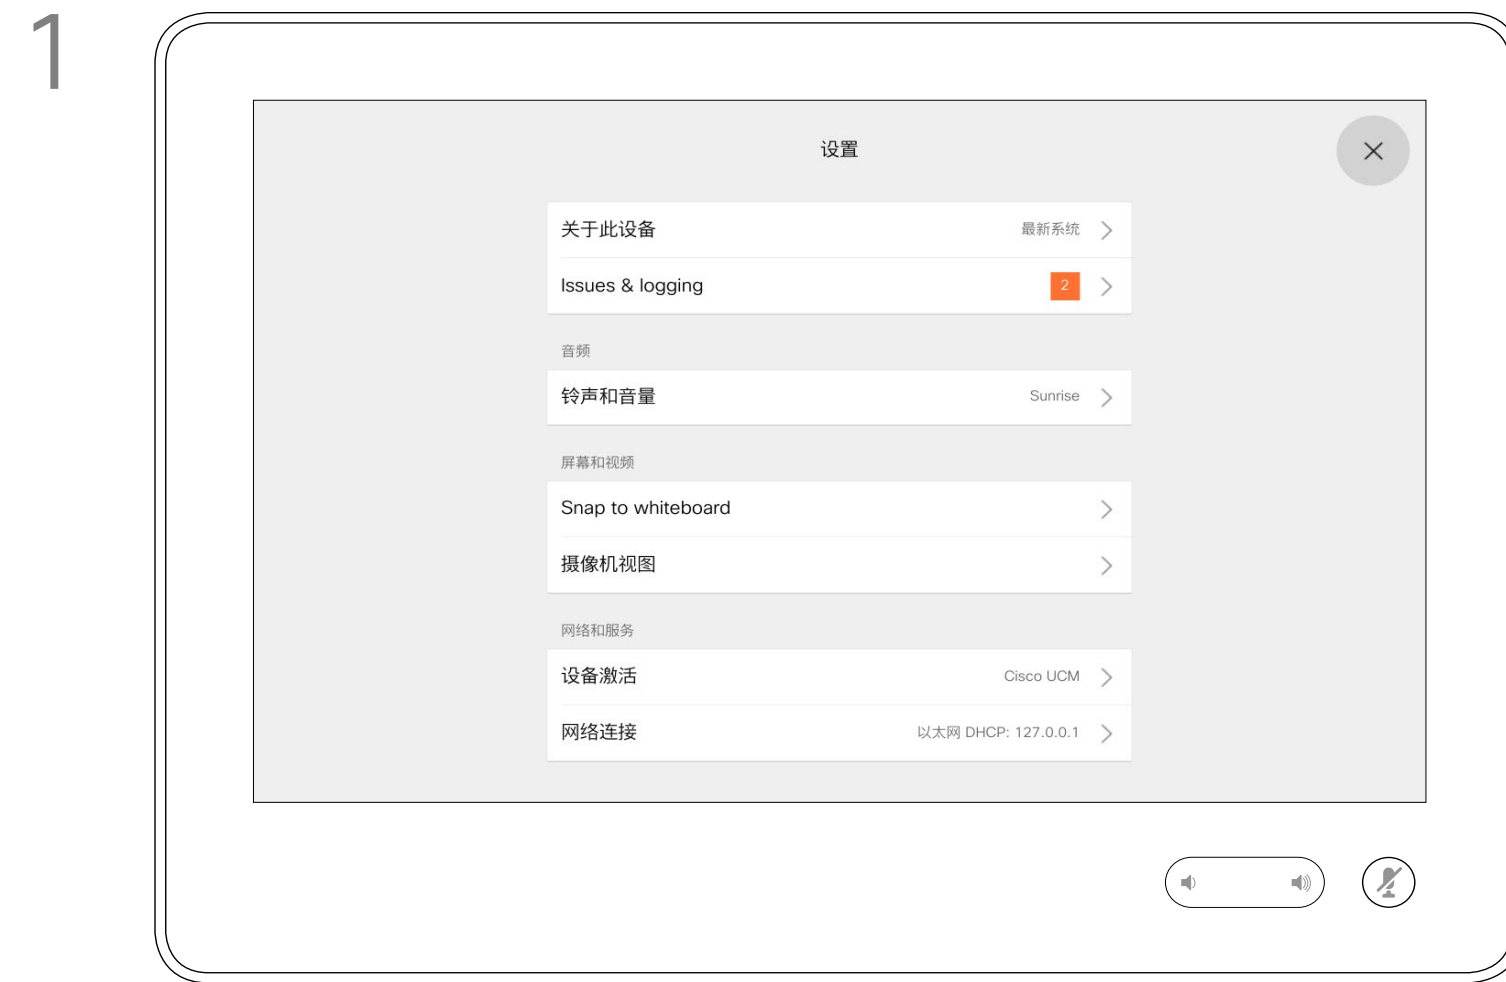 1
设置
关于此设备 最新系统
Issues & logging 2
音频
铃声和音量 Sunrise
屏幕和视频
Snap to whiteboard
摄像机视图
网络和服务
设备激活 Cisco UCM
网络连接 以太网 DHCP: 127.0.0.1